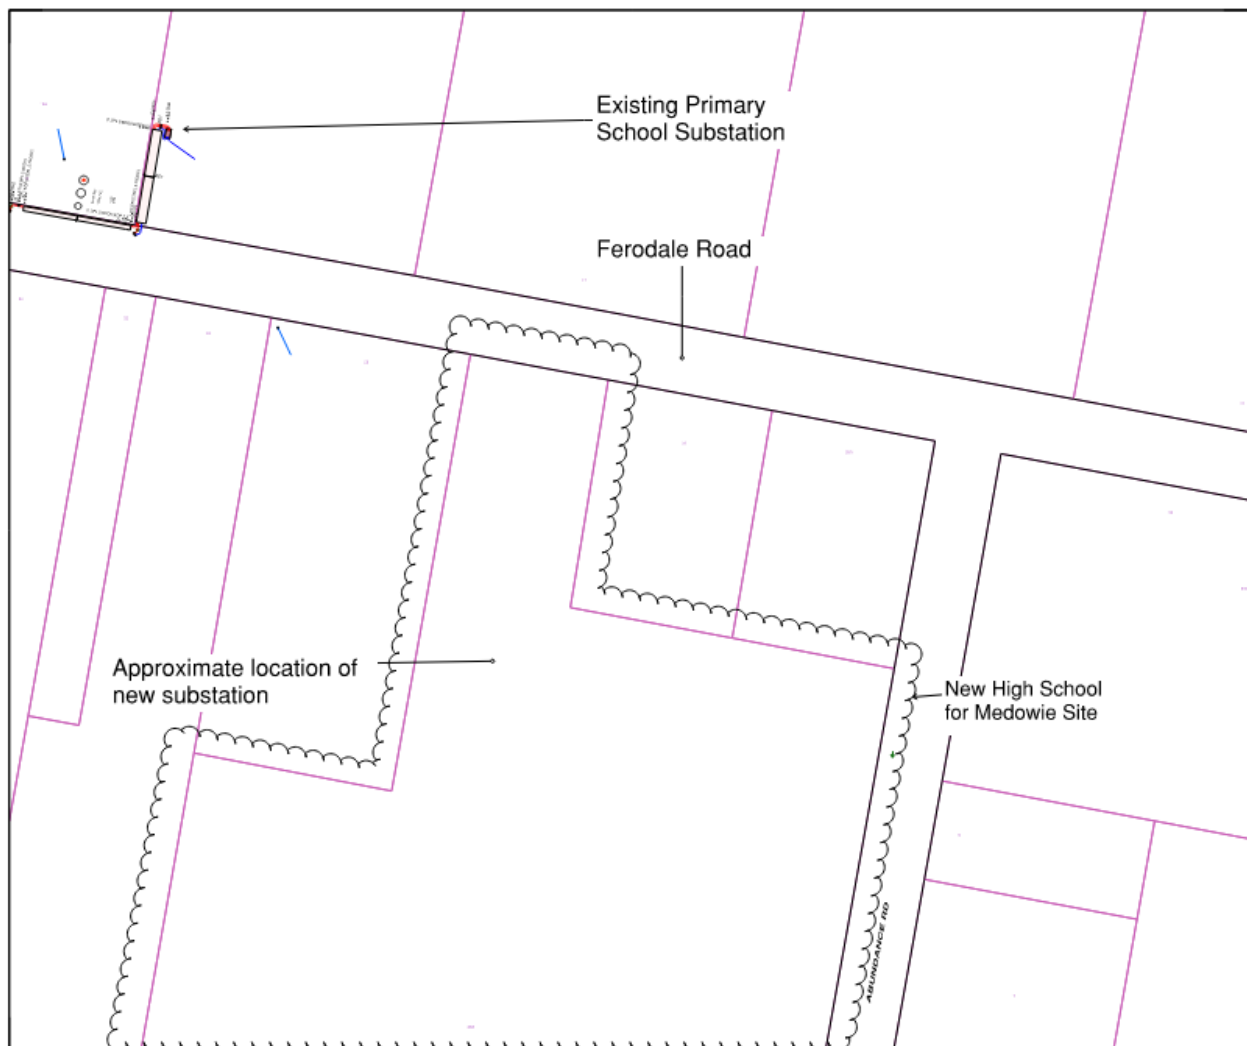 Existing Primary
School Substation
Ferodale Road
Approximate location of
new substation
New High School
for Medowie Site
ABUNDANCE RD